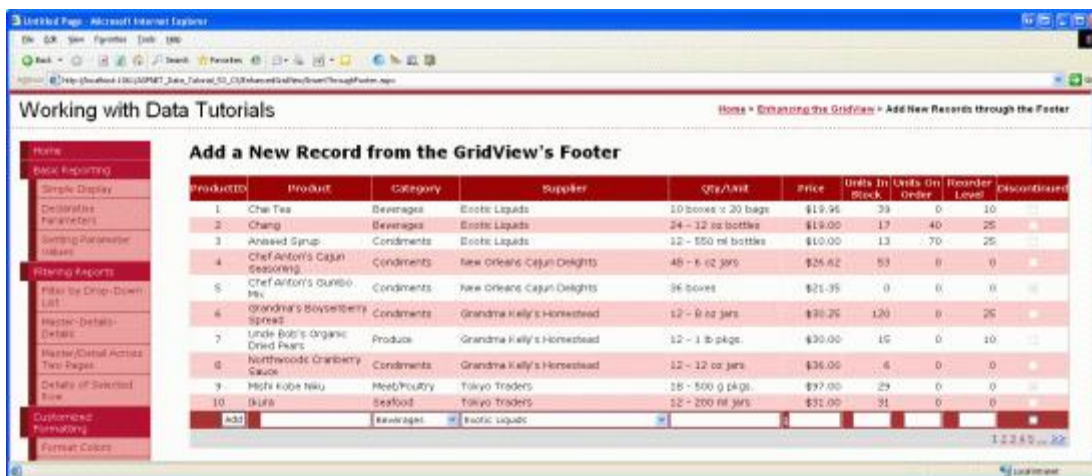 Untitled Page - Microsoft Internet Explorer
File Edit View Favorites Tools Help
Back Search Favorites
Working with Data Tutorials
Home > Enhancing the GridView > Add New Records through the Footer
Home
Basic Reporting
Simple Display
Declarative Parameters
Setting Parameter Values
Filtering Reports
Filter by Drop-Down List
Master-Details-Details
Master/Detail Across Two Pages
Details of Selected Row
Customized Formatting
Format Colors
Add a New Record from the GridView's Footer
ProductID Product Category Supplier Qty/Unit Price Units In Stock Units On Order Reorder Level Discontinued
1 Chai Tea Beverages Exotic Liquids 10 boxes x 20 bags $19.95 39 0 10
2 Chang Beverages Exotic Liquids 24 - 12 oz bottles $19.00 17 40 25
3 Aniseed Syrup Condiments Exotic Liquids 12 - 550 ml bottles $10.00 13 70 25
4 Chef Anton's Cajun Seasoning Condiments New Orleans Cajun Delights 48 - 6 oz jars $26.62 53 0 0
5 Chef Anton's Gumbo Mix Condiments New Orleans Cajun Delights 36 boxes $21.35 0 0 0
6 Grandma's Boysenberry Spread Condiments Grandma Kelly's Homestead 12 - 8 oz jars $30.25 120 0 25
7 Uncle Bob's Organic Dried Pears Produce Grandma Kelly's Homestead 12 - 1 lb pkgs. $30.00 15 0 10
8 Northwoods Cranberry Sauce Condiments Grandma Kelly's Homestead 12 - 12 oz jars $36.00 6 0 0
9 Mishi Kobe Niku Meat/Poultry Tokyo Traders 18 - 500 g pkgs. $97.00 29 0 0
10 Ikura Seafood Tokyo Traders 12 - 200 ml jars $31.00 31 0 0
Add Beverages Exotic Liquids
1 2 3 4 5 ... >>
Local intranet